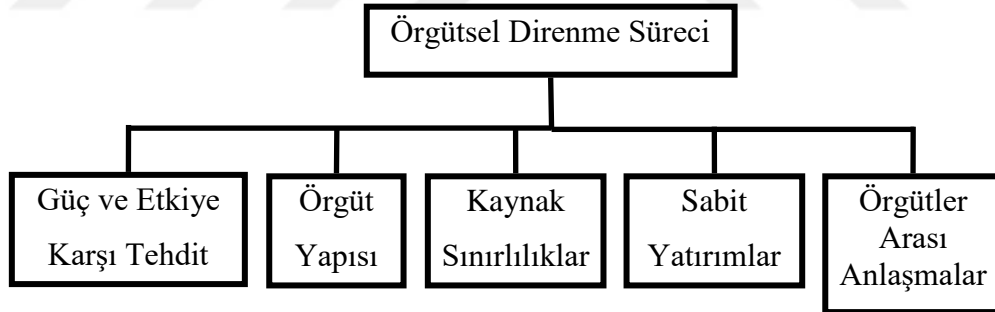 Örgütsel Direnme Süreci
Güç ve Etkiye
Karşı Tehdit
Örgüt
Yapısı
Kaynak
Sınırlılıklar
Sabit
Yatırımlar
Örgütler
Arası
Anlaşmalar